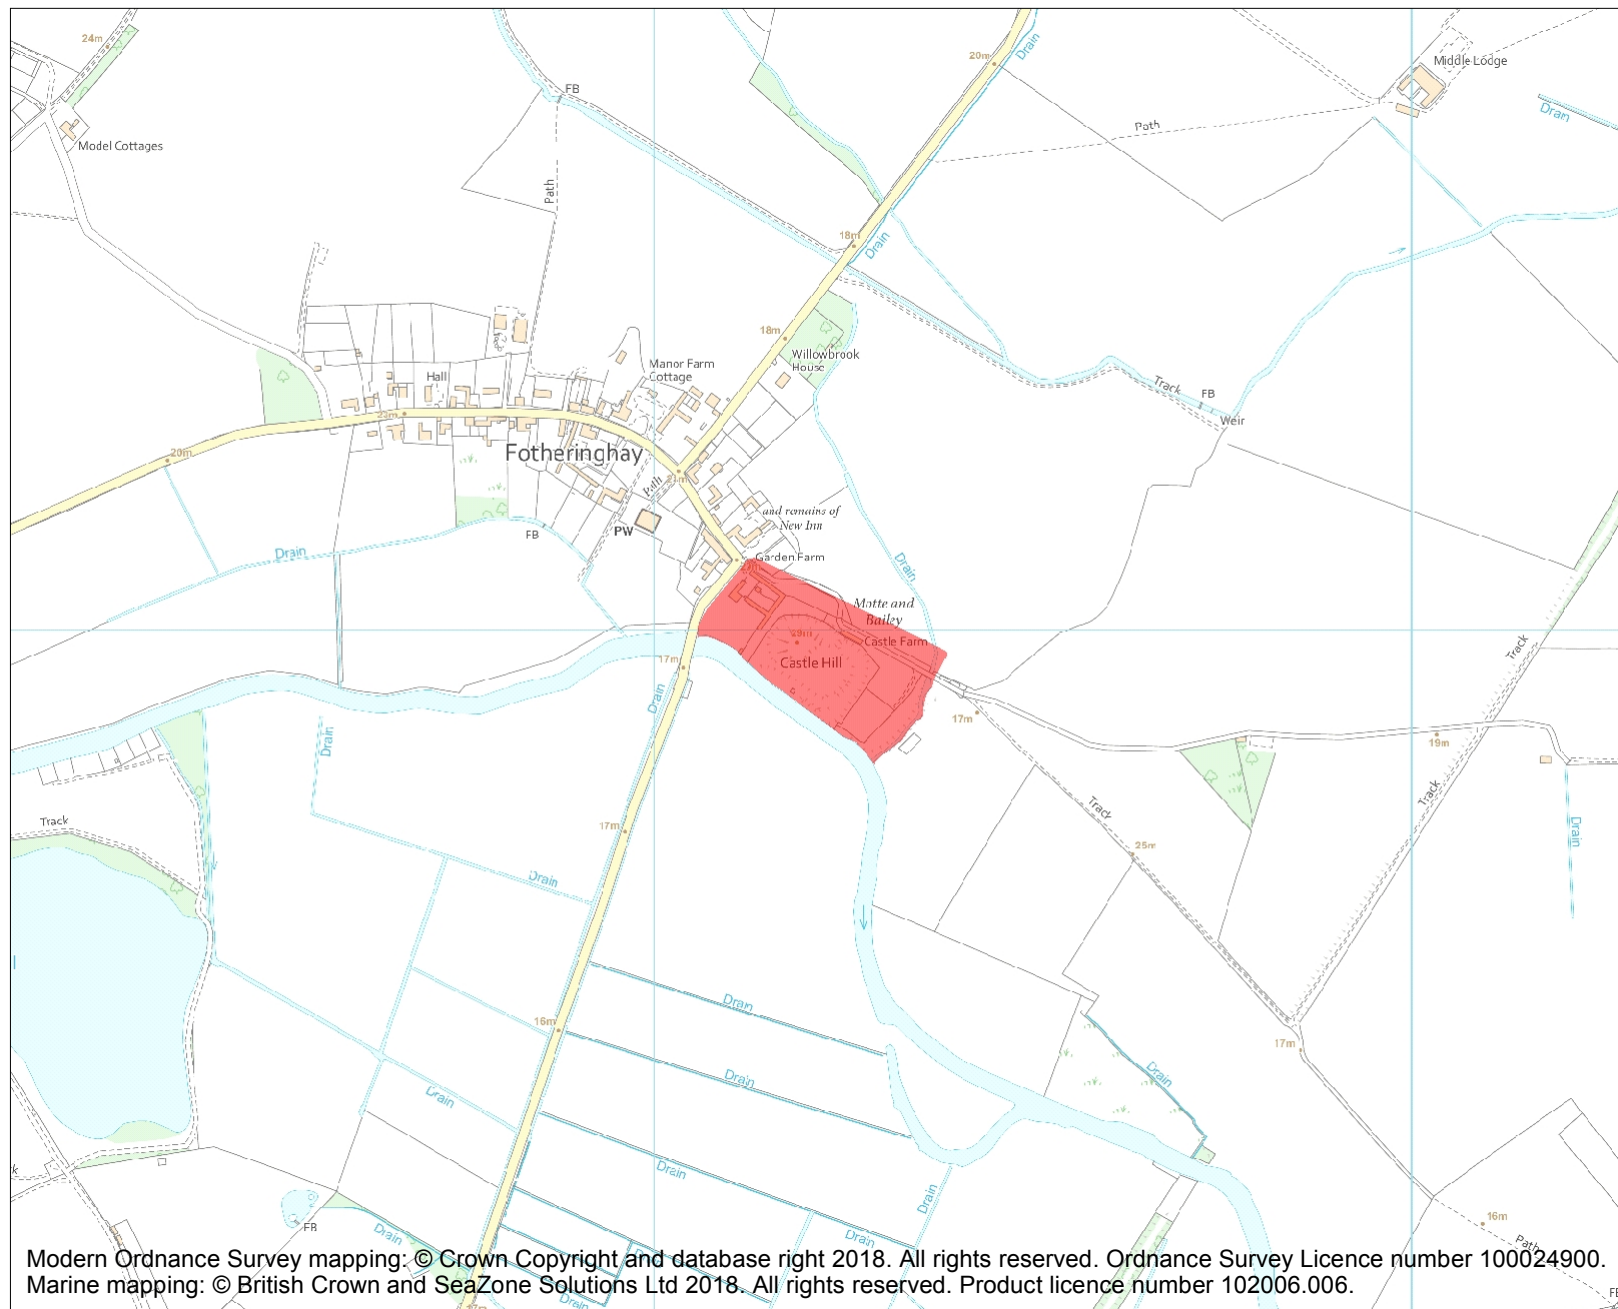 24m
20m
Drain
Middle Lodge
FB
Drain
Model Cottages
Path
Path
18m
Drain
18m
Willowbrook
House
Manor Farm
Cottage
Hall
Track
FB
Weir
20m
Fotheringhay
Path
21m
and remains of
New Inn
PW
FB
Drain
Garden Farm
Drain
Motte and
Bailey
Castle Farm
Castle Hill
17m
Drain
17m
Track
19m
Drain
Track
17m
Track
25m
Track
Drain
Drain
Drain
16m
Drain
17m
Drain
Drain
Drain
Drain
Drain
FB
Drain
Drain
16m
Path
Drain
Modern Ordnance Survey mapping: © Crown Copyright and database right 2018. All rights reserved. Ordnance Survey Licence number 100024900.
Marine mapping: © British Crown and SeaZone Solutions Ltd 2018. All rights reserved. Product licence number 102006.006.